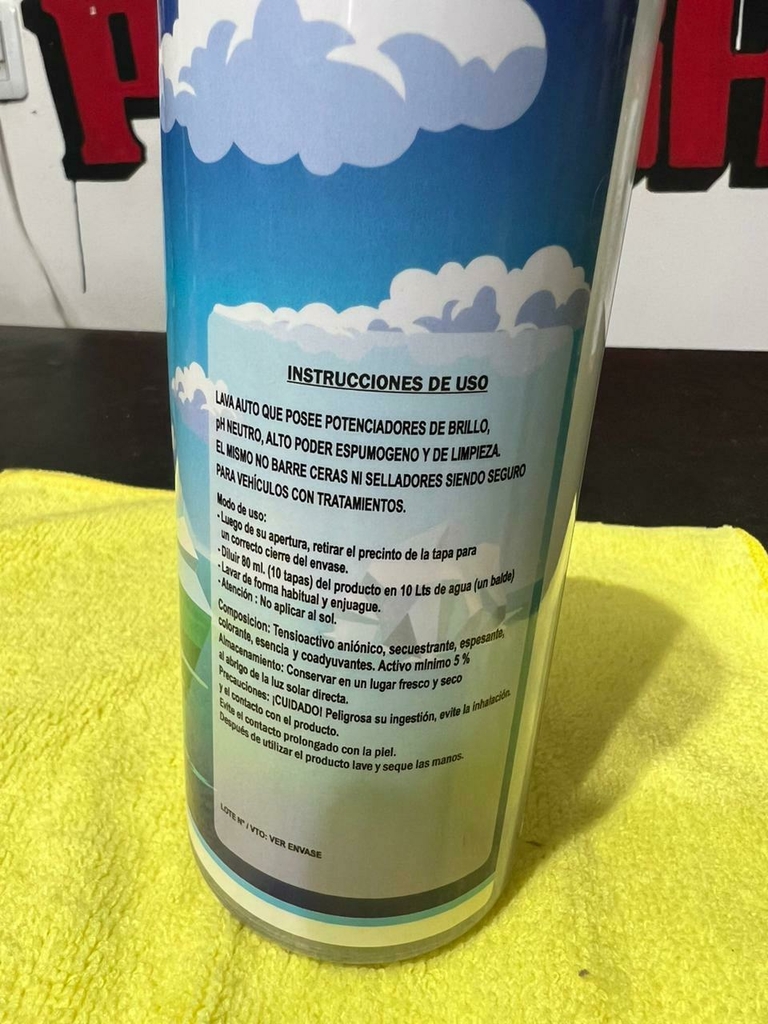 P
H
INSTRUCCIONES DE USO
LAVA AUTO QUE POSEE POTENCIADORES DE BRILLO,
pH NEUTRO, ALTO PODER ESPUMOGENO Y DE LIMPIEZA.
EL MISMO NO BARRE CERAS NI SELLADORES SIENDO SEGURO
PARA VEHÍCULOS CON TRATAMIENTOS.
Modo de uso:
- Luego de su apertura, retirar el precinto de la tapa para
un correcto cierre del envase.
- Diluir 80 ml. (10 tapas) del producto en 10 Lts de agua (un balde)
- Lavar de forma habitual y enjuague.
- Atención : No aplicar al sol.
Composicion: Tensioactivo aniónico, secuestrante, espesante,
colorante, esencia y coadyuvantes. Activo minimo 5 %
Almacenamiento: Conservar en un lugar fresco y seco
al abrigo de la luz solar directa.
Precauciones: ¡CUIDADO! Peligrosa su ingestión, evite la inhalación.
y el contacto con el producto.
Evite el contacto prolongado con la piel.
Después de utilizar el producto lave y seque las manos.
LOTE N° / VTO: VER ENVASE